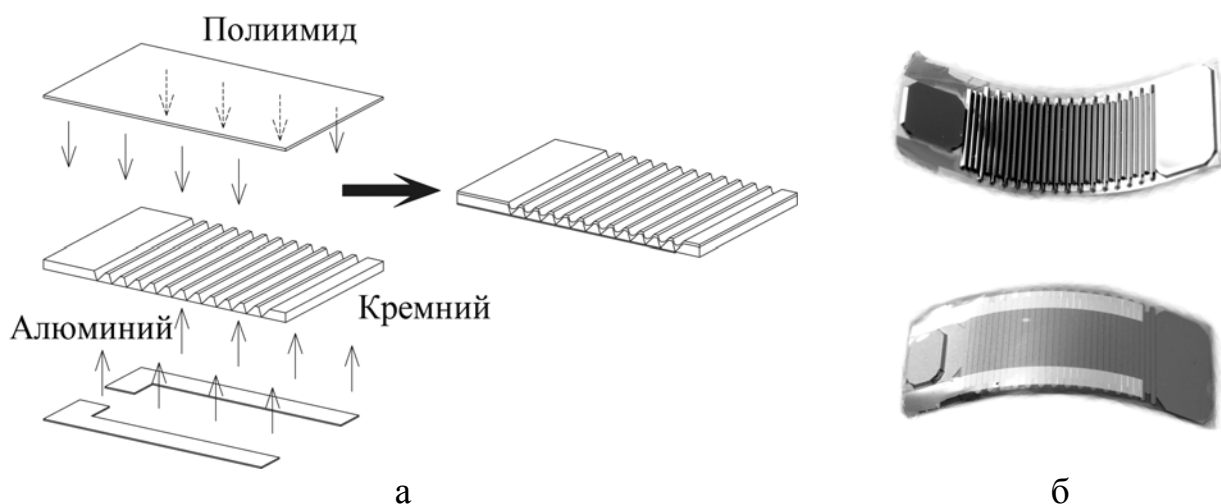 Полиимид
Кремний
Алюминий
а
б